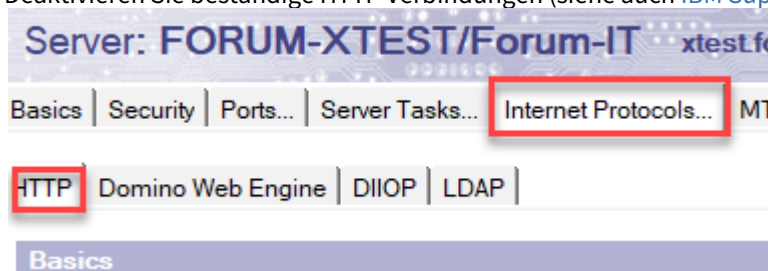 Deaktivieren Sie beständige HTTP-Verbindungen (siehe auch IBM Sup
Server: FORUM-XTEST/Forum-IT xtest.fo
Basics | Security | Ports... | Server Tasks... | Internet Protocols... | MT
HTTP | Domino Web Engine | DIIOP | LDAP |
Basics